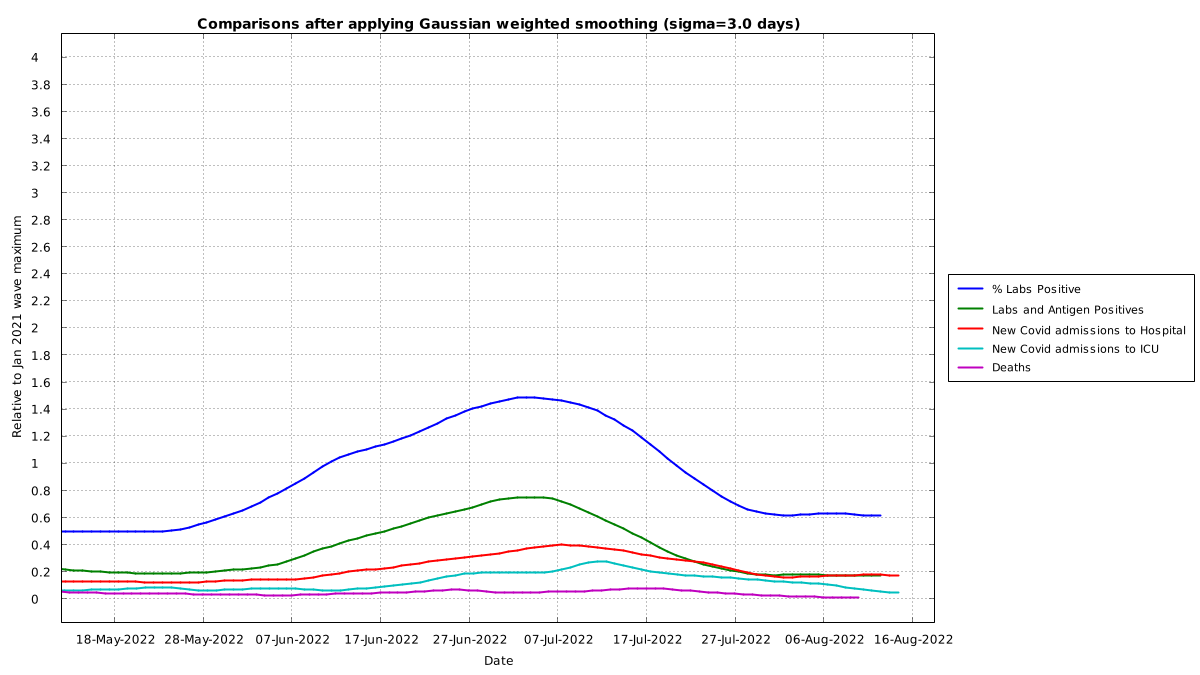 Comparisons after applying Gaussian weighted smoothing (sigma=3.0 days)
Relative to Jan 2021 wave maximum
4
3.8
3.6
3.4
3.2
3
2.8
2.6
2.4
2.2
2
1.8
1.6
1.4
1.2
1
0.8
0.6
0.4
0.2
0
18-May-2022 28-May-2022 07-Jun-2022 17-Jun-2022 27-Jun-2022 07-Jul-2022 17-Jul-2022 27-Jul-2022 06-Aug-2022 16-Aug-2022
Date
% Labs Positive
Labs and Antigen Positives
New Covid admissions to Hospital
New Covid admissions to ICU
Deaths